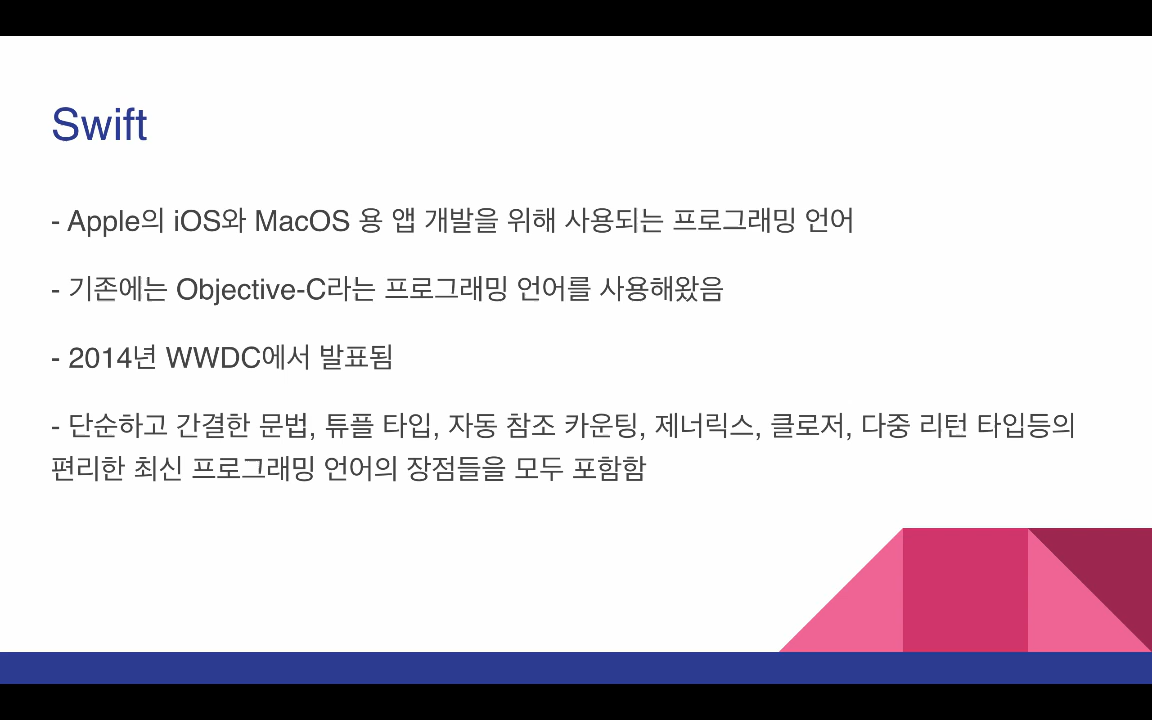 Swift
- Apple의 iOS와 MacOS 용 앱 개발을 위해 사용되는 프로그래밍 언어
- 기존에는 Objective-C라는 프로그래밍 언어를 사용해왔음
- 2014년 WWDC에서 발표됨
- 단순하고 간결한 문법, 튜플 타입, 자동 참조 카운팅, 제너릭스, 클로저, 다중 리턴 타입등의
편리한 최신 프로그래밍 언어의 장점들을 모두 포함함